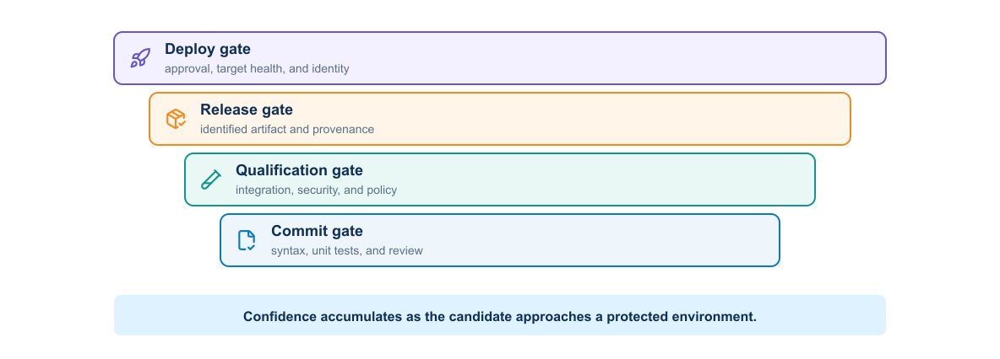 Deploy gate
approval, target health, and identity
Release gate
identified artifact and provenance
Qualification gate
integration, security, and policy
Commit gate
syntax, unit tests, and review
Confidence accumulates as the candidate approaches a protected environment.